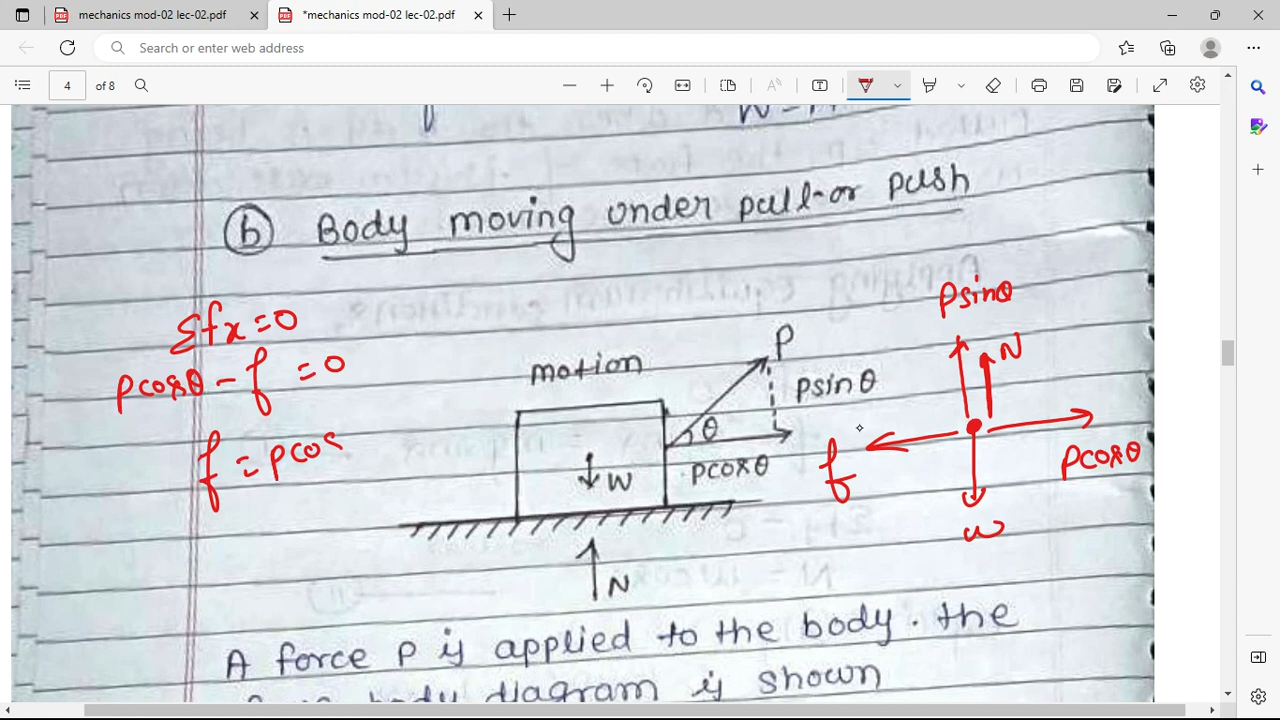 mechanics mod-02 lec-02.pdf
*mechanics mod-02 lec-02.pdf
Search or enter web address
4 of 8
(b) Body moving under pull or push
Σfx=0
Pcosθ - f = 0
f = Pcos
motion
P
Psinθ
θ
Pcosθ
W
N
Psinθ
N
f
Pcosθ
W
A force P is applied to the body. the
body diagram is shown